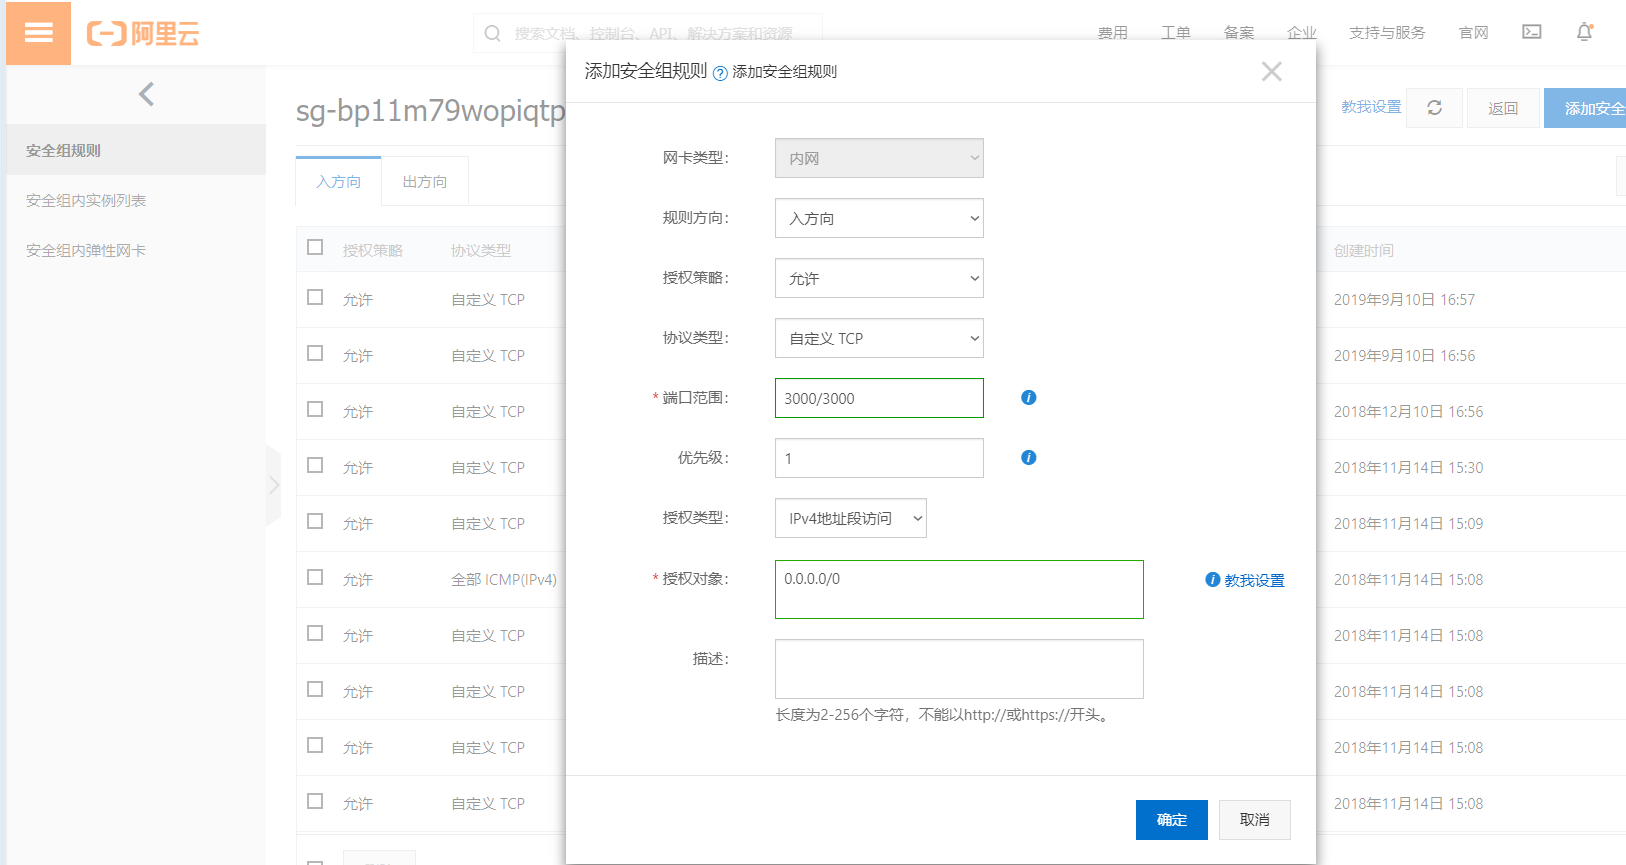 阿里云
搜索文档、控制台、API、解决方案和资源
费用 工单 备案 企业 支持与服务 官网
添加安全组规则 ? 添加安全组规则
sg-bp11m79wopiqtp
教我设置 返回 添加安全
安全组规则
安全组内实例列表
安全组内弹性网卡
入方向 出方向
授权策略 协议类型 创建时间
允许 自定义 TCP 2019年9月10日 16:57
允许 自定义 TCP 2019年9月10日 16:56
允许 自定义 TCP 2018年12月10日 16:56
允许 自定义 TCP 2018年11月14日 15:30
允许 自定义 TCP 2018年11月14日 15:09
允许 全部 ICMP(IPv4) 2018年11月14日 15:08
允许 自定义 TCP 2018年11月14日 15:08
允许 自定义 TCP 2018年11月14日 15:08
允许 自定义 TCP 2018年11月14日 15:08
允许 自定义 TCP 2018年11月14日 15:08
网卡类型: 内网
规则方向: 入方向
授权策略: 允许
协议类型: 自定义 TCP
* 端口范围: 3000/3000
优先级: 1
授权类型: IPv4地址段访问
* 授权对象: 0.0.0.0/0 教我设置
描述:
长度为2-256个字符，不能以http://或https://开头。
确定 取消